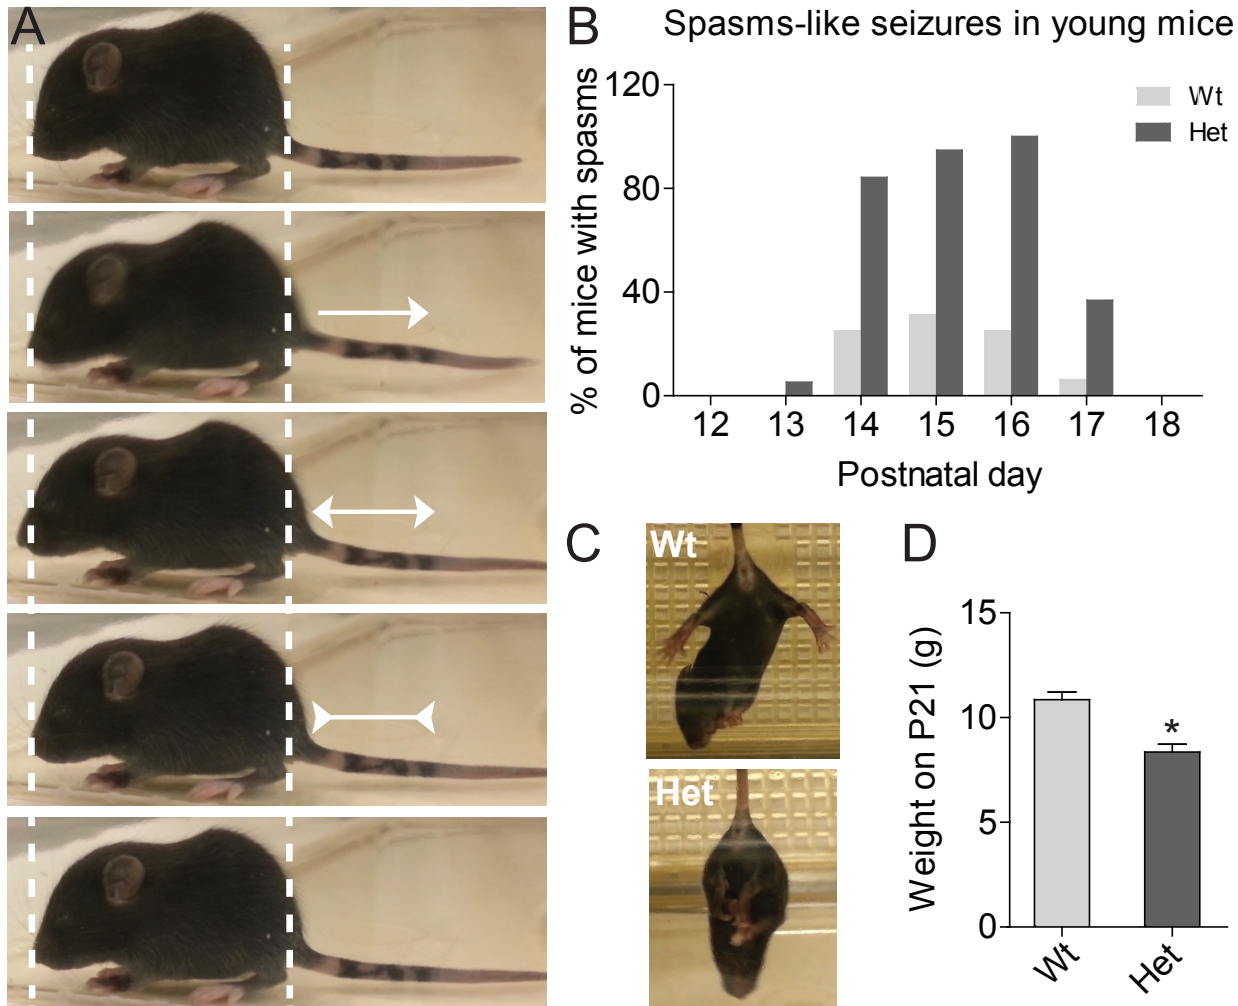 A
B
Spasms-like seizures in young mice
% of mice with spasms
120
80
40
0
Wt
Het
12 13 14 15 16 17 18
Postnatal day
C
Wt
Het
D
Weight on P21 (g)
15
10
5
0
*
Wt
Het